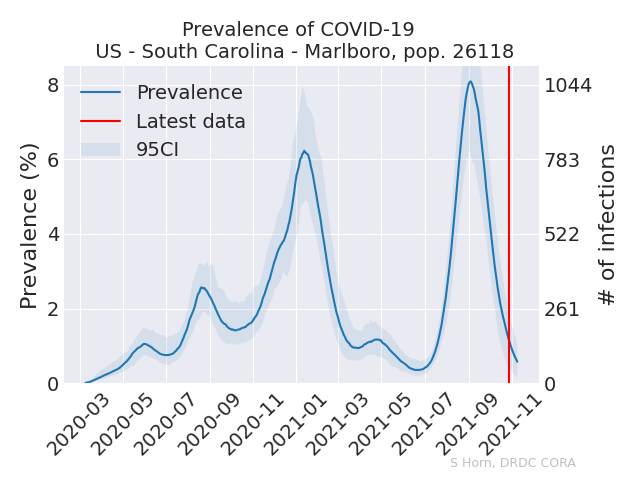 Prevalence of COVID-19
US - South Carolina - Marlboro, pop. 26118
Prevalence
Latest data
95CI
Prevalence (%)
8
6
4
2
0
1044
783
522
261
0
# of infections
2020-03
2020-05
2020-07
2020-09
2020-11
2021-01
2021-03
2021-05
2021-07
2021-09
2021-11
S Horn, DRDC CORA